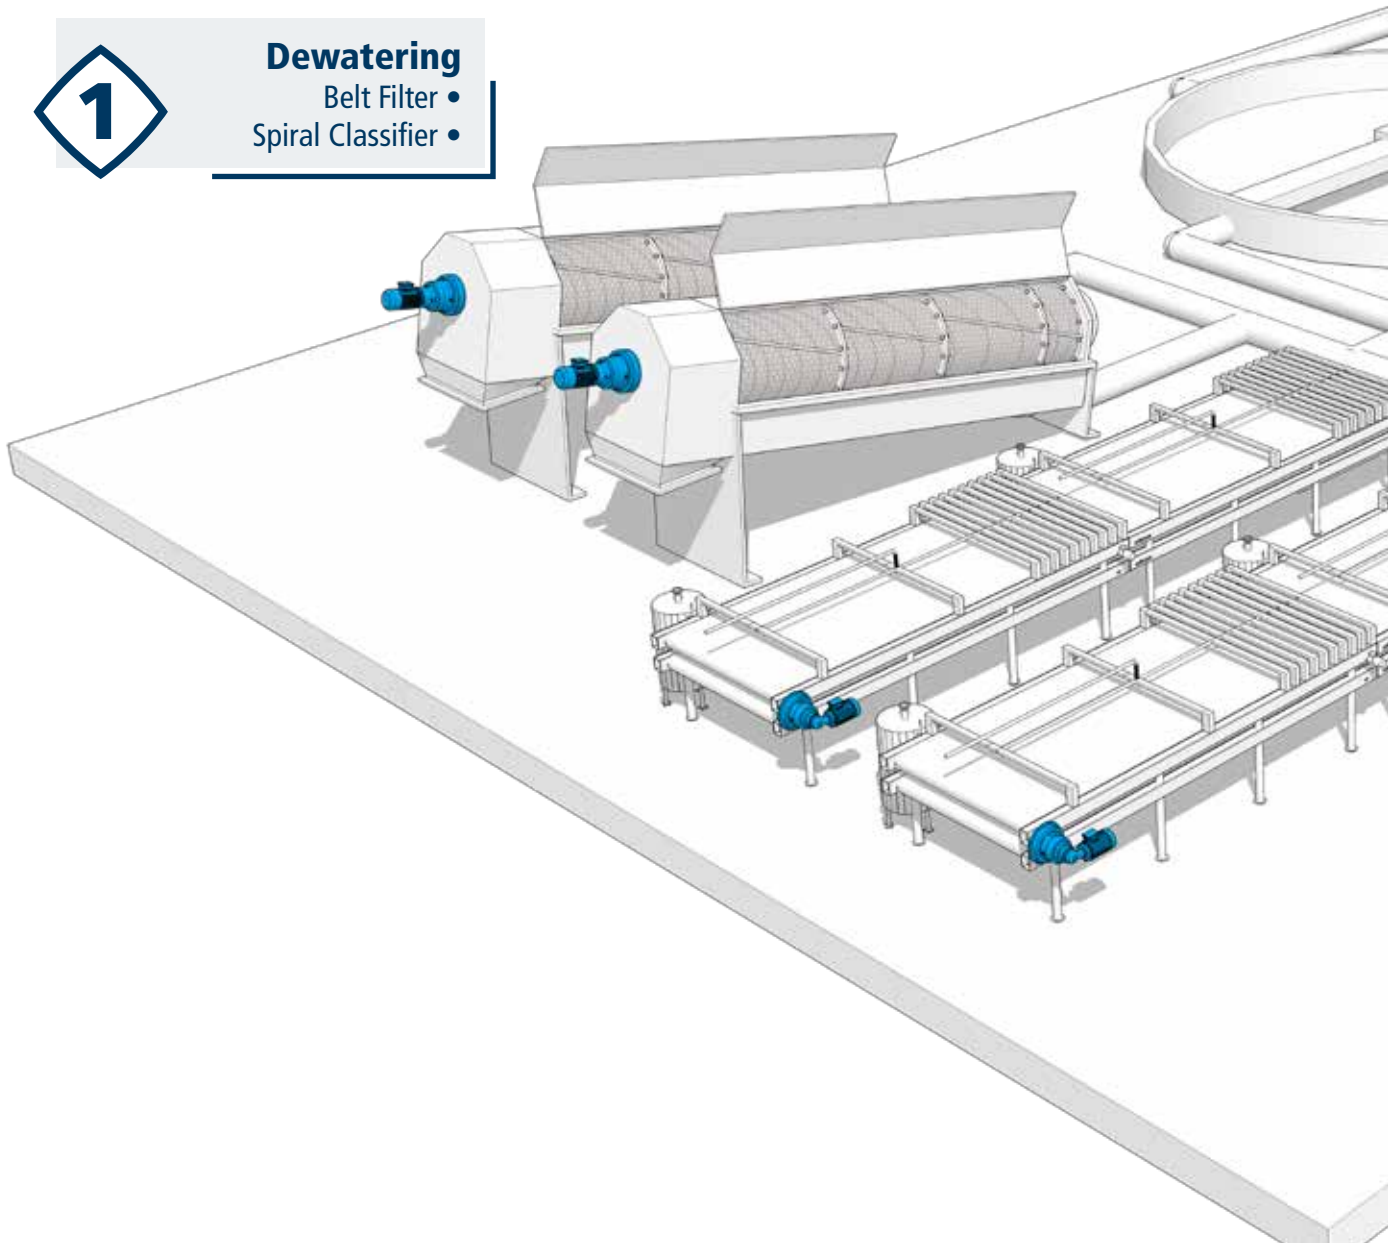 1
Dewatering
Belt Filter •
Spiral Classifier •